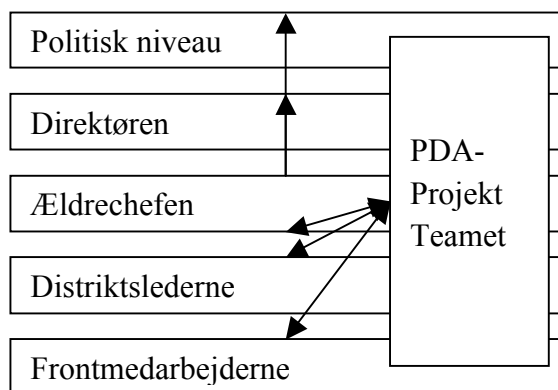 Politisk niveau
Direktøren
Ældrechefen
Distriktslederne
Frontmedarbejderne
PDA-
Projekt
Teamet